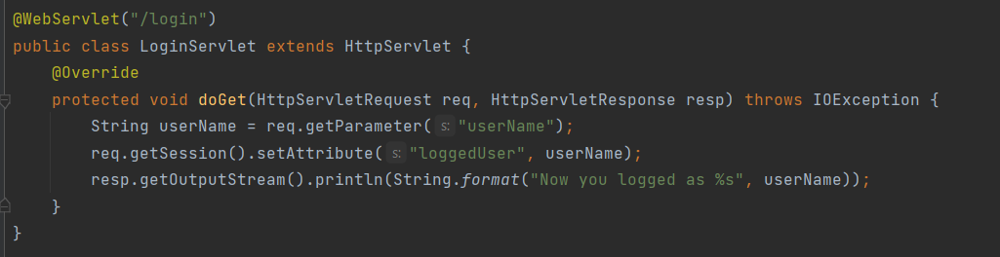 @WebServlet("/login")
public class LoginServlet extends HttpServlet {
    @Override
    protected void doGet(HttpServletRequest req, HttpServletResponse resp) throws IOException {
        String userName = req.getParameter( s: "userName");
        req.getSession().setAttribute( s: "loggedUser", userName);
        resp.getOutputStream().println(String.format("Now you logged as %s", userName));
    }
}